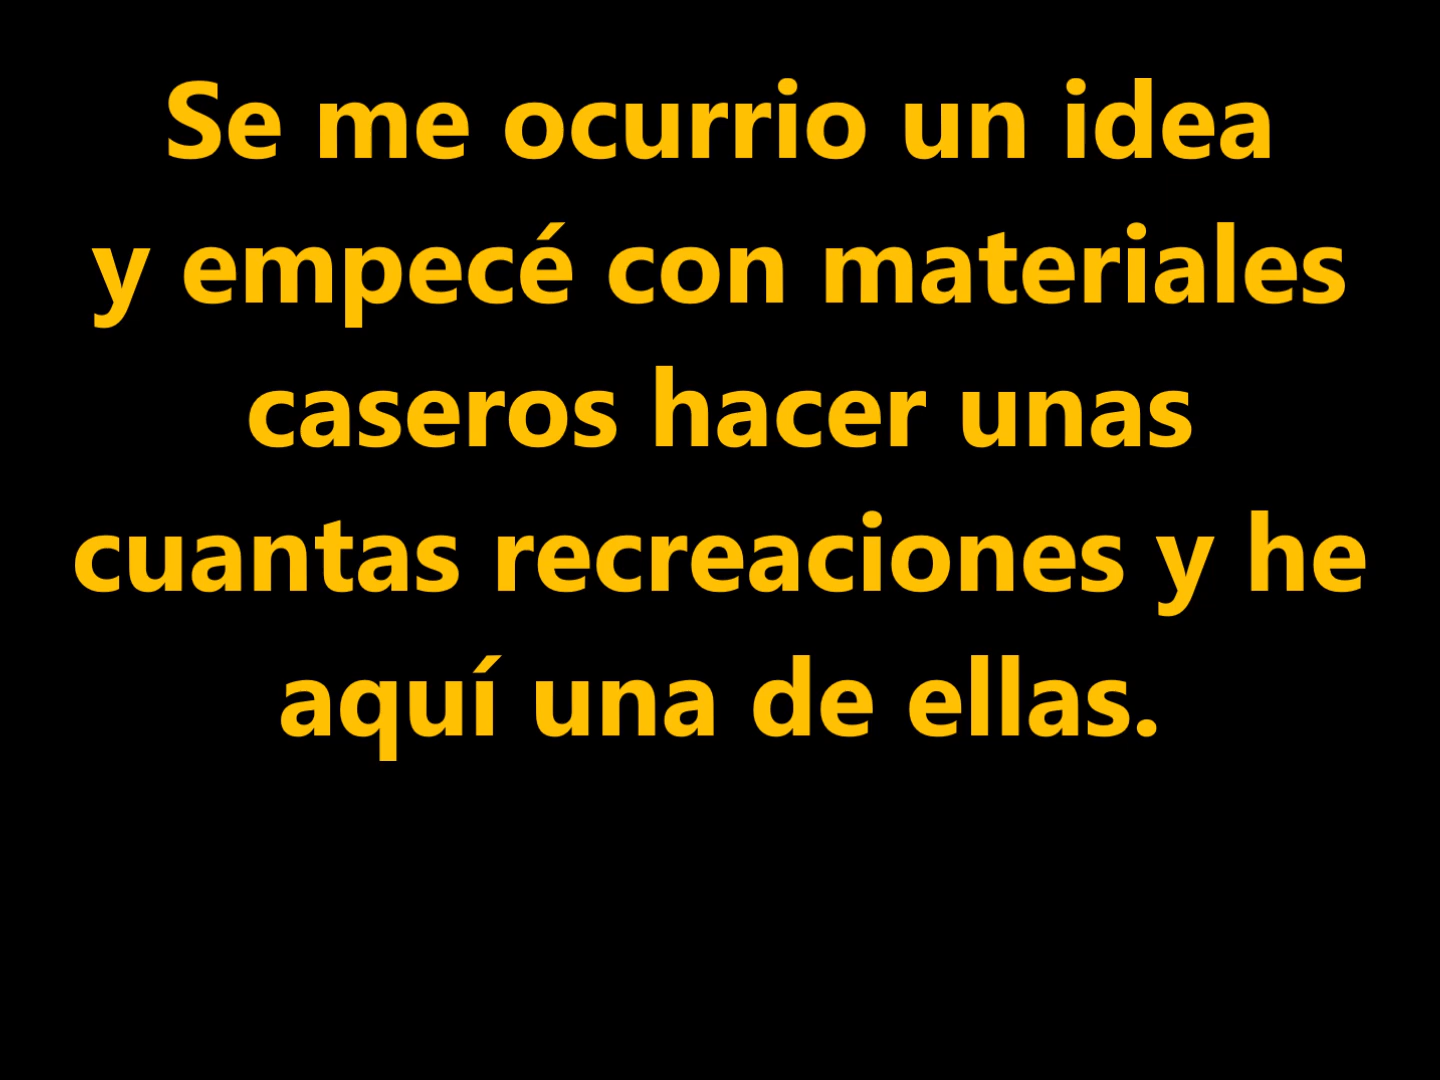 Se me ocurrio un idea
y empecé con materiales
caseros hacer unas
cuantas recreaciones y he
aquí una de ellas.